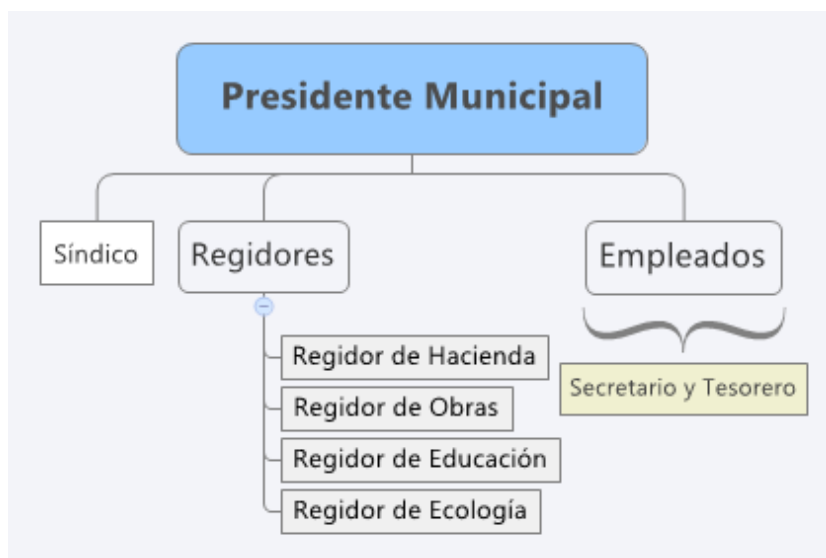 Presidente Municipal
Síndico
Regidores
Empleados
Regidor de Hacienda
Regidor de Obras
Regidor de Educación
Regidor de Ecología
Secretario y Tesorero